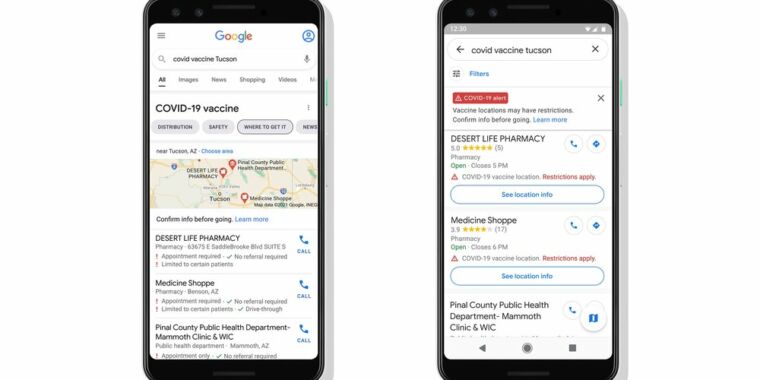 Google
covid vaccine Tucson
All Images News Shopping Videos M
COVID-19 vaccine
DISTRIBUTION SAFETY WHERE TO GET IT NEWS
near Tucson, AZ · Choose area
Pinal County Public
Health Department...
DESERT LIFE
PHARMACY
Tucson
Medicine Shoppe
Map data ©2021 Google, INEG
Confirm info before going. Learn more
DESERT LIFE PHARMACY
Pharmacy · 63675 E SaddleBrooke Blvd SUITE S
! Appointment required · ✓ No referral required
! Limited to certain patients
CALL
Medicine Shoppe
Pharmacy · Benson, AZ
! Appointment required · ✓ No referral required
! Limited to certain patients · ✓ Drive-through
CALL
Pinal County Public Health Department-
Mammoth Clinic & WIC
Public health department · Mammoth, AZ
! Appointment only · ✓ No referral required
CALL
12:30
covid vaccine tucson
Filters
COVID-19 alert
Vaccine locations may have restrictions.
Confirm info before going. Learn more
DESERT LIFE PHARMACY
5.0 ★★★★★ (5)
Pharmacy
Open · Closes 5 PM
COVID-19 vaccine location. Restrictions apply.
See location info
Medicine Shoppe
3.9 ★★★★★ (17)
Pharmacy
Open · Closes 6 PM
COVID-19 vaccine location. Restrictions apply.
See location info
Pinal County Public Health
Department- Mammoth
Clinic & WIC